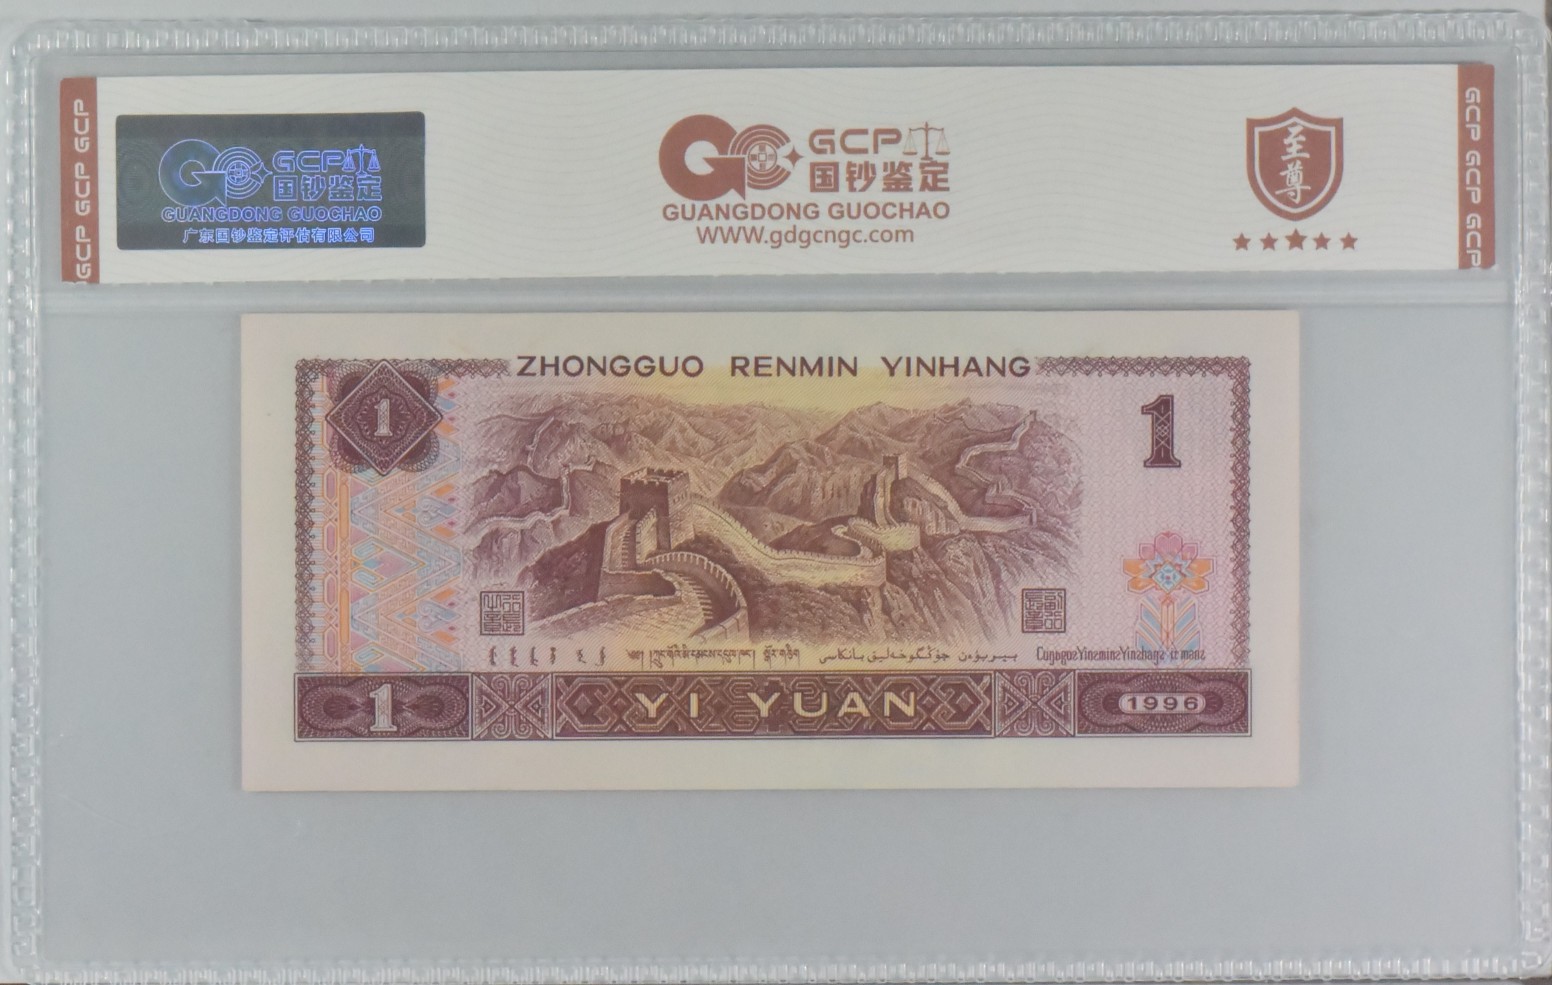 GCP GCP GCP
GCP
国钞鉴定
GUANGDONG GUOCHAO
广东国钞鉴定评估有限公司
GCP
国钞鉴定
GUANGDONG GUOCHAO
WWW.gdgcngc.com
至尊
GCP GCP GCP
ZHONGGUO RENMIN YINHANG
1
1
1
YI YUAN
1996